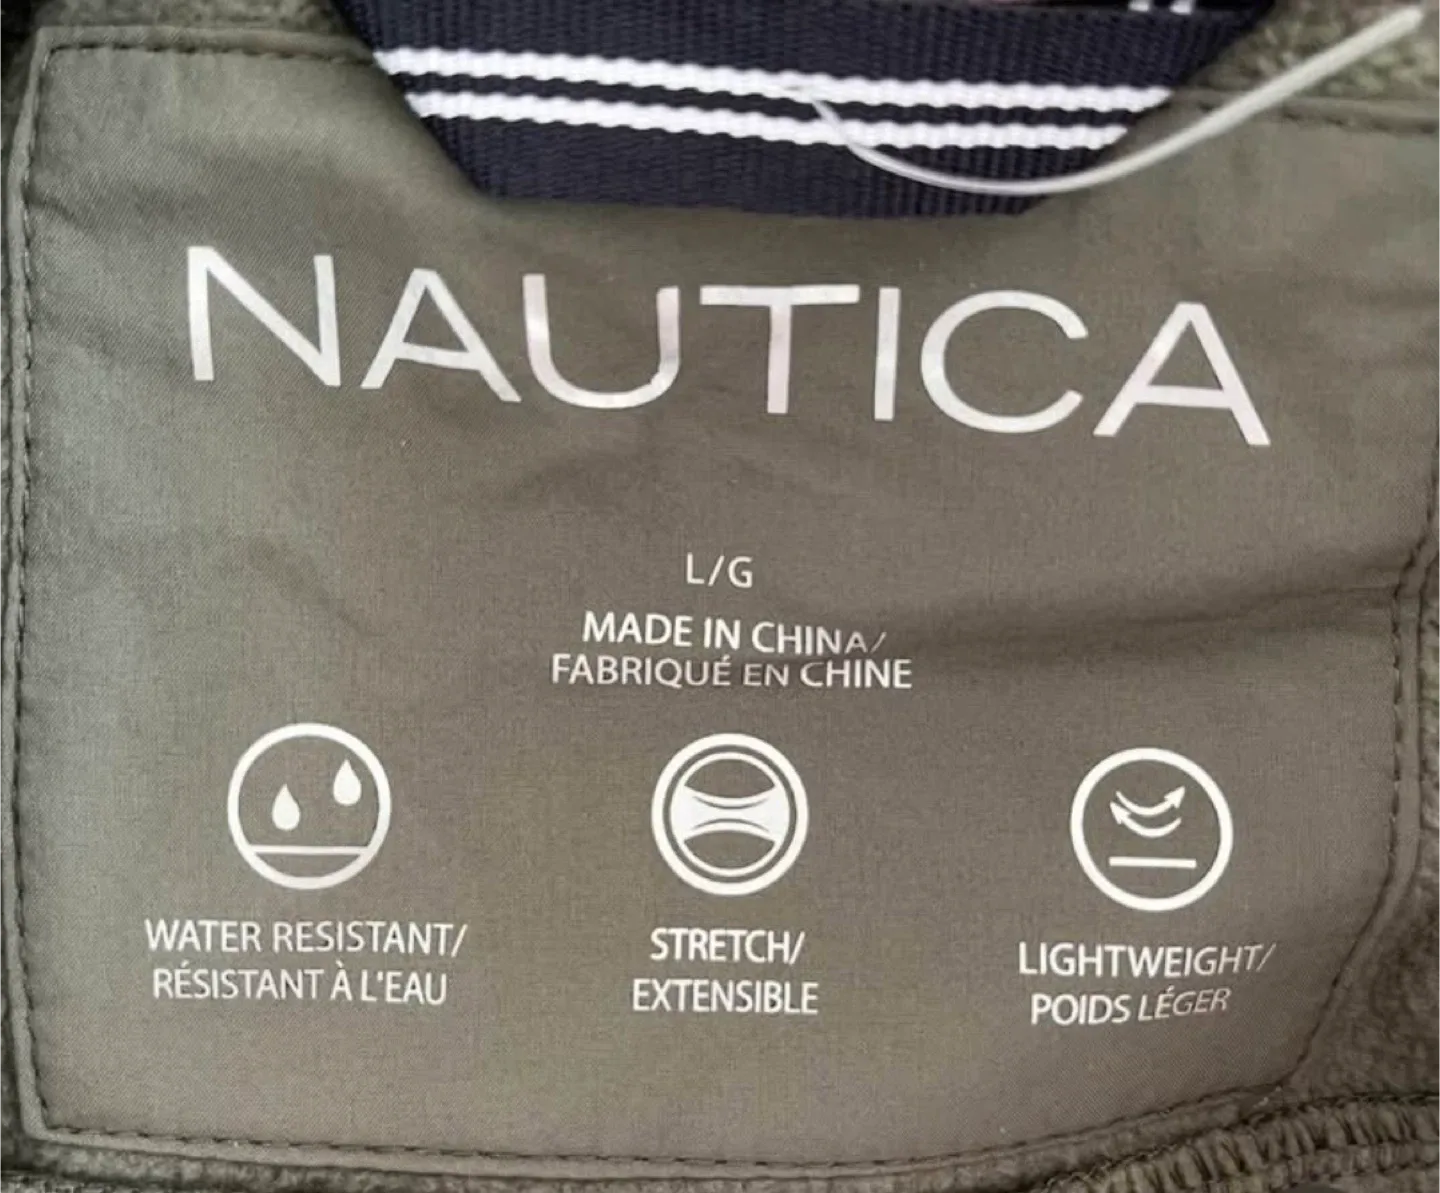 NAUTICA
L/G
MADE IN CHINA/
FABRIQUÉ EN CHINE
WATER RESISTANT/
RÉSISTANT À L'EAU
STRETCH/
EXTENSIBLE
LIGHTWEIGHT/
POIDS LÉGER